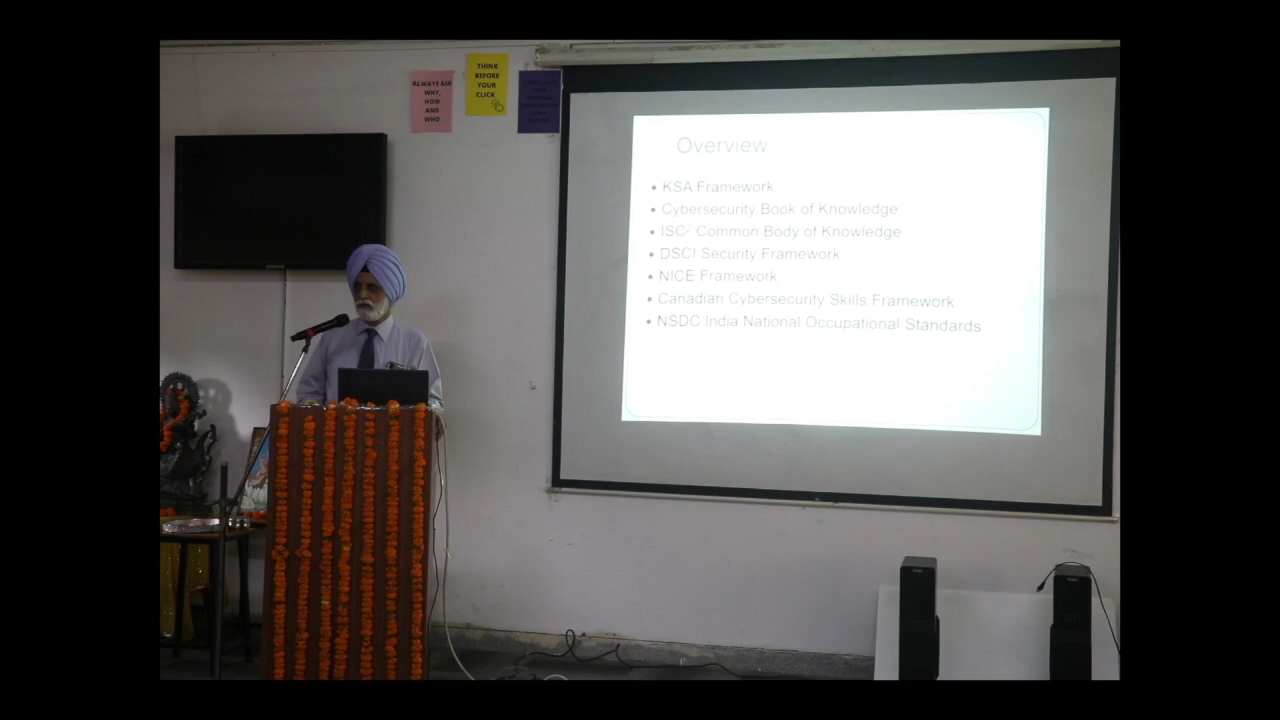 ALWAYS ASK
WHY,
HOW
AND
WHO
THINK
BEFORE
YOUR
CLICK
Overview
• KSA Framework
• Cybersecurity Book of Knowledge
• ISC² Common Body of Knowledge
• DSCI Security Framework
• NICE Framework
• Canadian Cybersecurity Skills Framework
• NSDC India National Occupational Standards